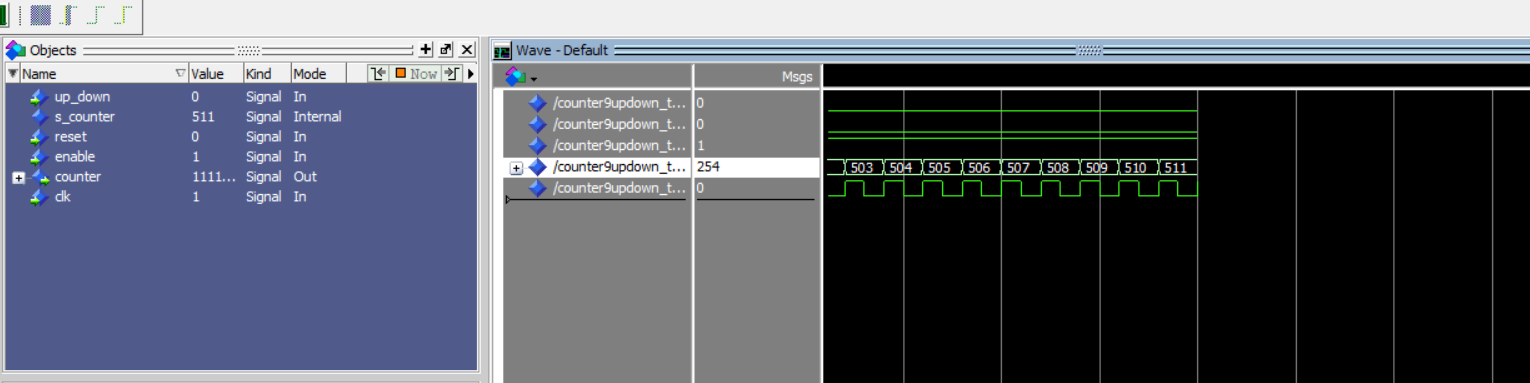 Objects
Name Value Kind Mode Now
up_down 0 Signal In
s_counter 511 Signal Internal
reset 0 Signal In
enable 1 Signal In
counter 1111... Signal Out
clk 1 Signal In
Wave - Default
Msgs
/counter9updown_t... 0
/counter9updown_t... 0
/counter9updown_t... 1
/counter9updown_t... 254 503 504 505 506 507 508 509 510 511
/counter9updown_t... 0